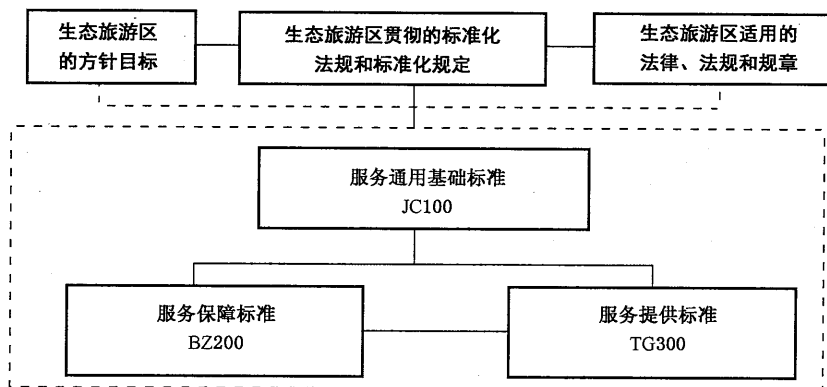 生态旅游区
的方针目标
生态旅游区贯彻的标准化
法规和标准化规定
生态旅游区适用的
法律、法规和规章
服务通用基础标准
JC100
服务保障标准
BZ200
服务提供标准
TG300